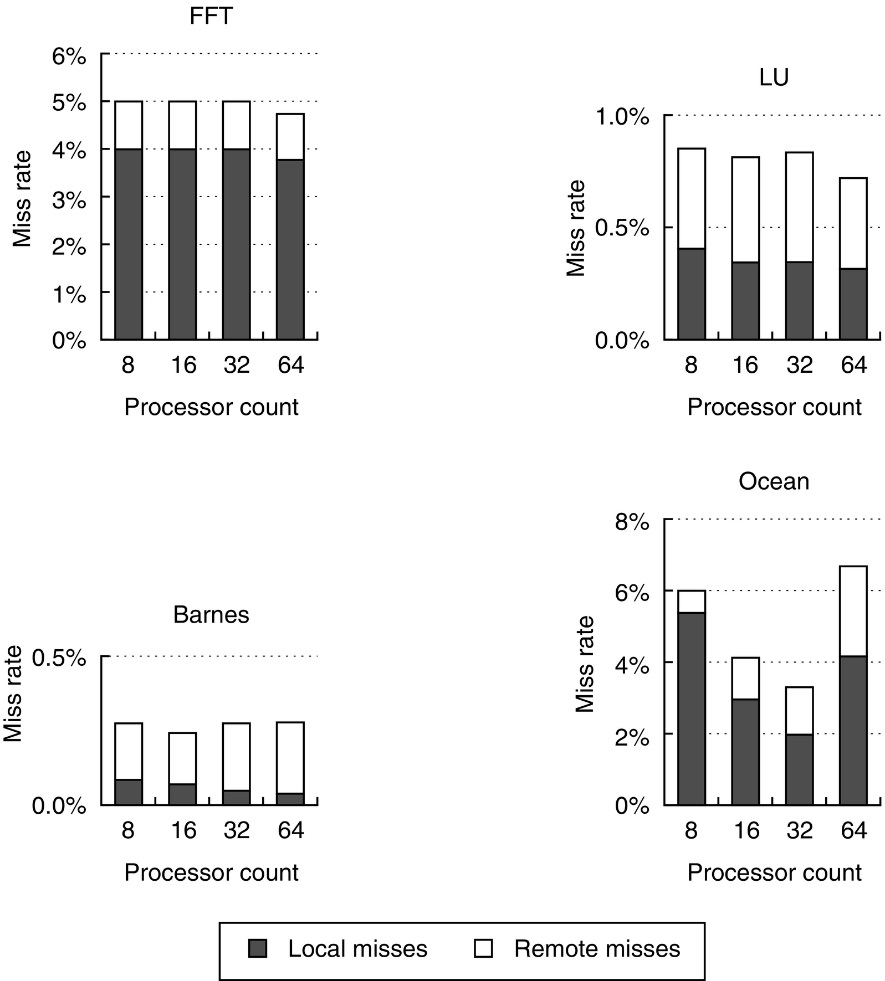 FFT
6%
5%
4%
3%
2%
1%
0%
Miss rate
8 16 32 64
Processor count
LU
1.0%
0.5%
0.0%
Miss rate
8 16 32 64
Processor count
Barnes
0.5%
0.0%
Miss rate
8 16 32 64
Processor count
Ocean
8%
6%
4%
2%
0%
Miss rate
8 16 32 64
Processor count
Local misses Remote misses